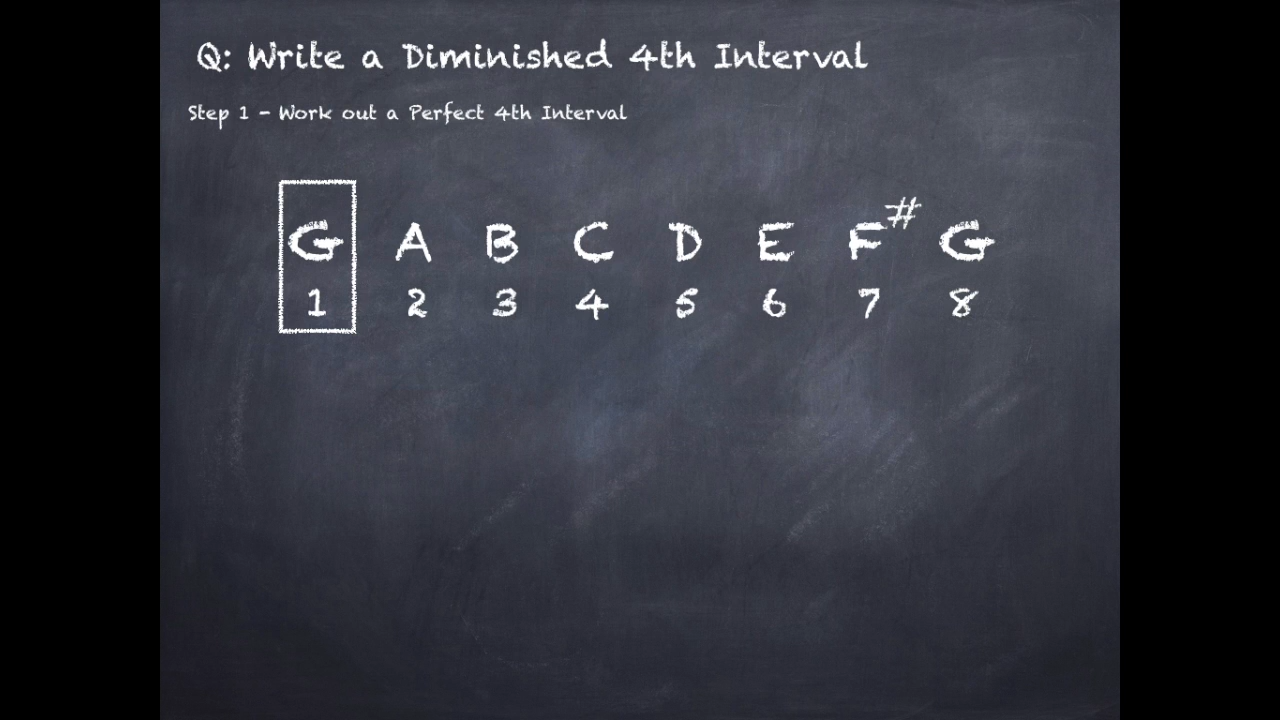 Q: Write a Diminished 4th Interval
Step 1 - Work out a Perfect 4th Interval
G A B C D E F# G
1 2 3 4 5 6 7 8